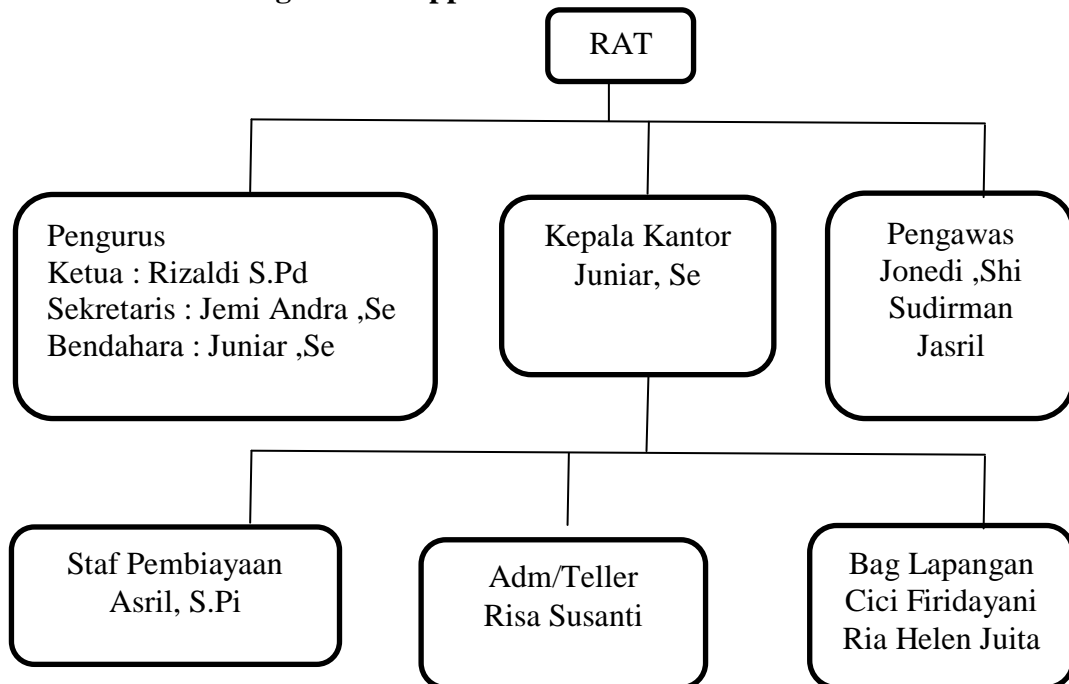 RAT
Pengurus
Ketua : Rizaldi S.Pd
Sekretaris : Jemi Andra ,Se
Bendahara : Juniar ,Se
Kepala Kantor
Juniar, Se
Pengawas
Jonedi ,Shi
Sudirman
Jasril
Staf Pembiayaan
Asril, S.Pi
Adm/Teller
Risa Susanti
Bag Lapangan
Cici Firidayani
Ria Helen Juita